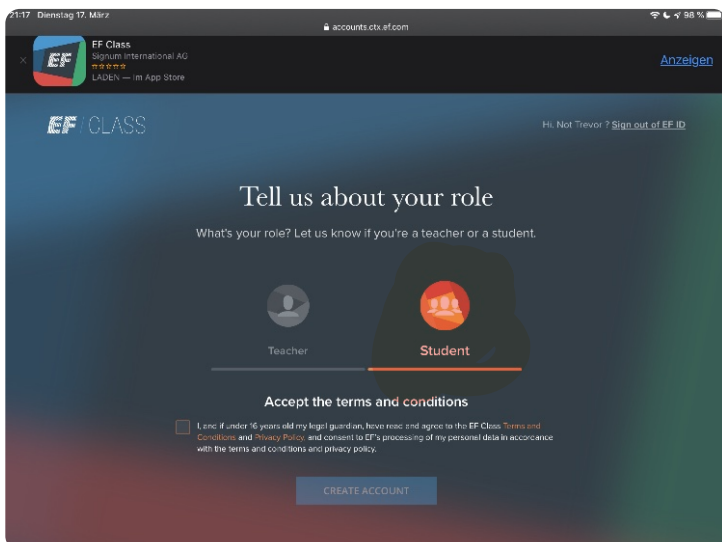 21:17 Dienstag 17. März
98 %
accounts.ctx.ef.com
EF
EF Class
Signum International AG
LADEN — Im App Store
Anzeigen
EF CLASS
Hi, Not Trevor ? Sign out of EF ID
Tell us about your role
What's your role? Let us know if you're a teacher or a student.
Teacher
Student
Accept the terms and conditions
I, and if under 16 years old my legal guardian, have read and agree to the EF Class Terms and
Conditions and Privacy Policy, and consent to EF's processing of my personal data in accordance
with the terms and conditions and privacy policy.
CREATE ACCOUNT